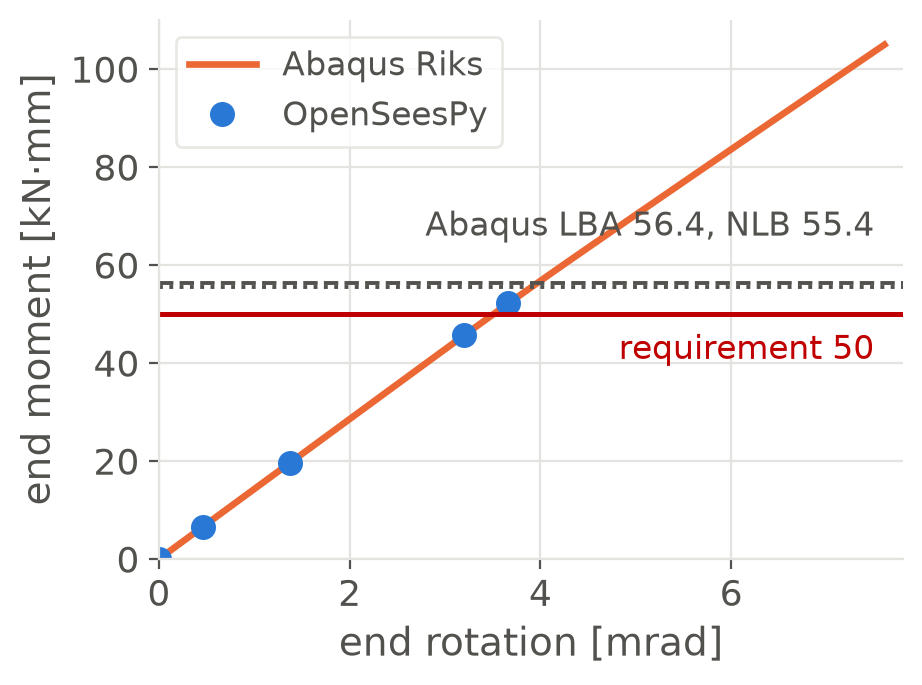 Abaqus Riks
OpenSeesPy
100
80
60
40
20
0
end moment [kN·mm]
Abaqus LBA 56.4, NLB 55.4
requirement 50
0 2 4 6
end rotation [mrad]